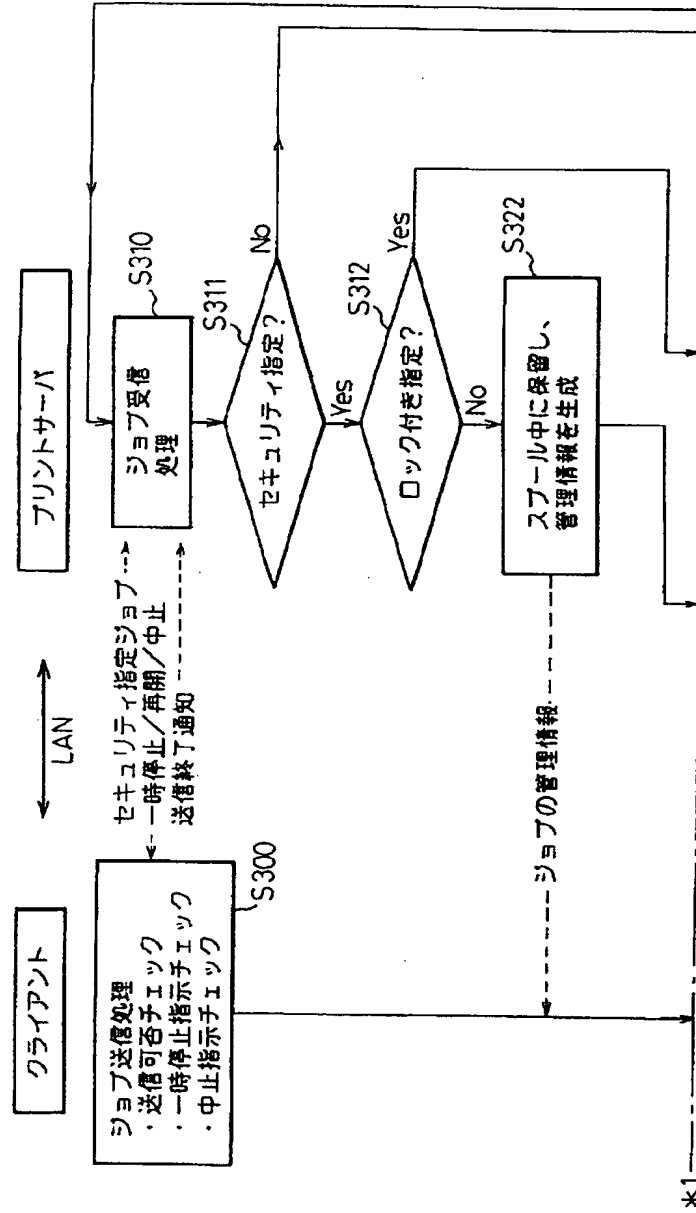 クライアント
LAN
プリントサーバ
ジョブ送信処理
・送信可否チェック
・一時停止指示チェック
・中止指示チェック
S300
セキュリティ指定ジョブ
一時停止/再開/中止
送信終了通知
ジョブ受信
処理
S310
セキュリティ指定?
S311
No
Yes
ロック付き指定?
S312
Yes
No
スプール中に保留し、
管理情報を生成
S322
ジョブの管理情報
*1